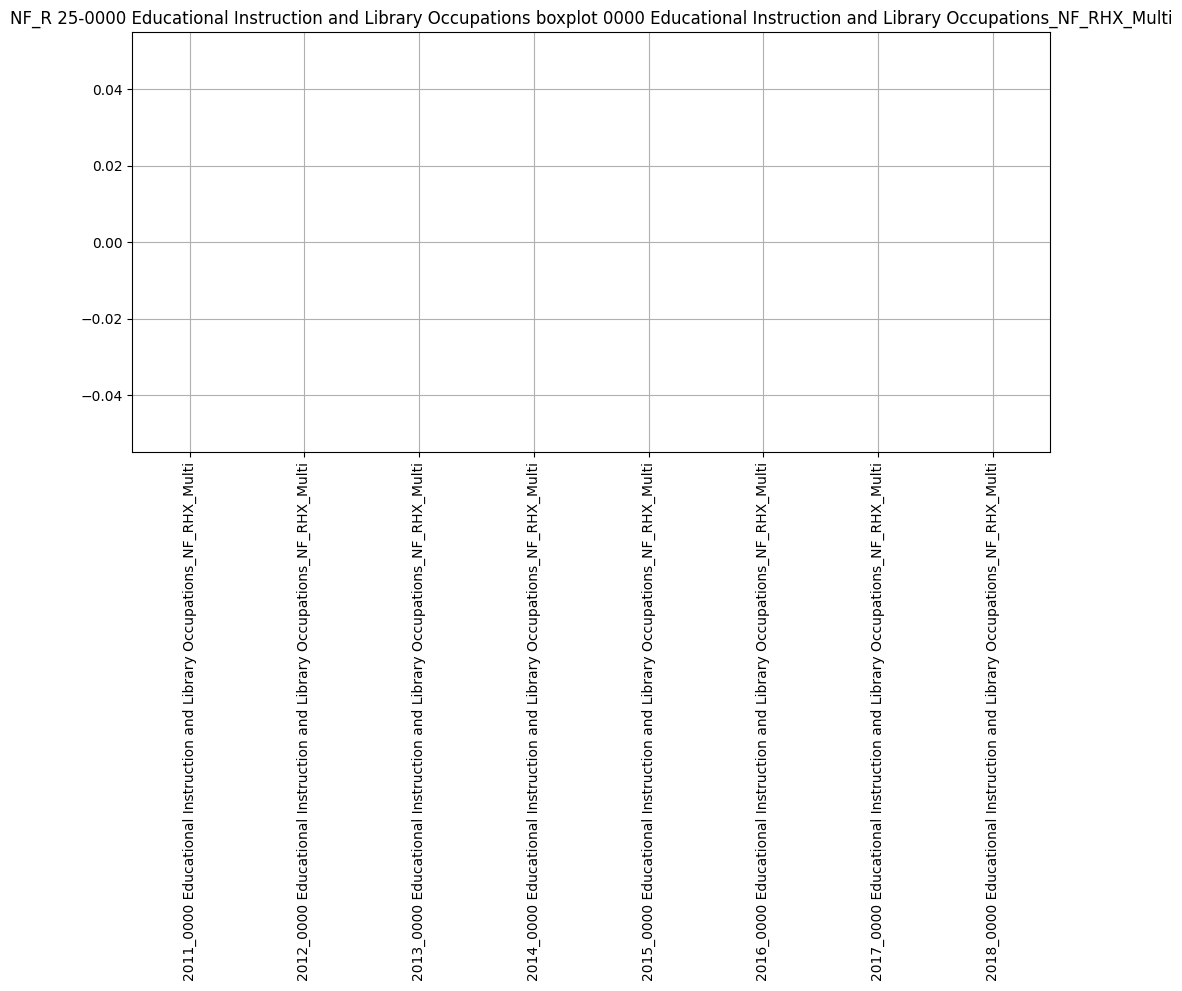 NF_R 25-0000 Educational Instruction and Library Occupations boxplot 0000 Educational Instruction and Library Occupations_NF_RHX_Multi
0.04
0.02
0.00
−0.02
−0.04
2011_0000 Educational Instruction and Library Occupations_NF_RHX_Multi
2012_0000 Educational Instruction and Library Occupations_NF_RHX_Multi
2013_0000 Educational Instruction and Library Occupations_NF_RHX_Multi
2014_0000 Educational Instruction and Library Occupations_NF_RHX_Multi
2015_0000 Educational Instruction and Library Occupations_NF_RHX_Multi
2016_0000 Educational Instruction and Library Occupations_NF_RHX_Multi
2017_0000 Educational Instruction and Library Occupations_NF_RHX_Multi
2018_0000 Educational Instruction and Library Occupations_NF_RHX_Multi